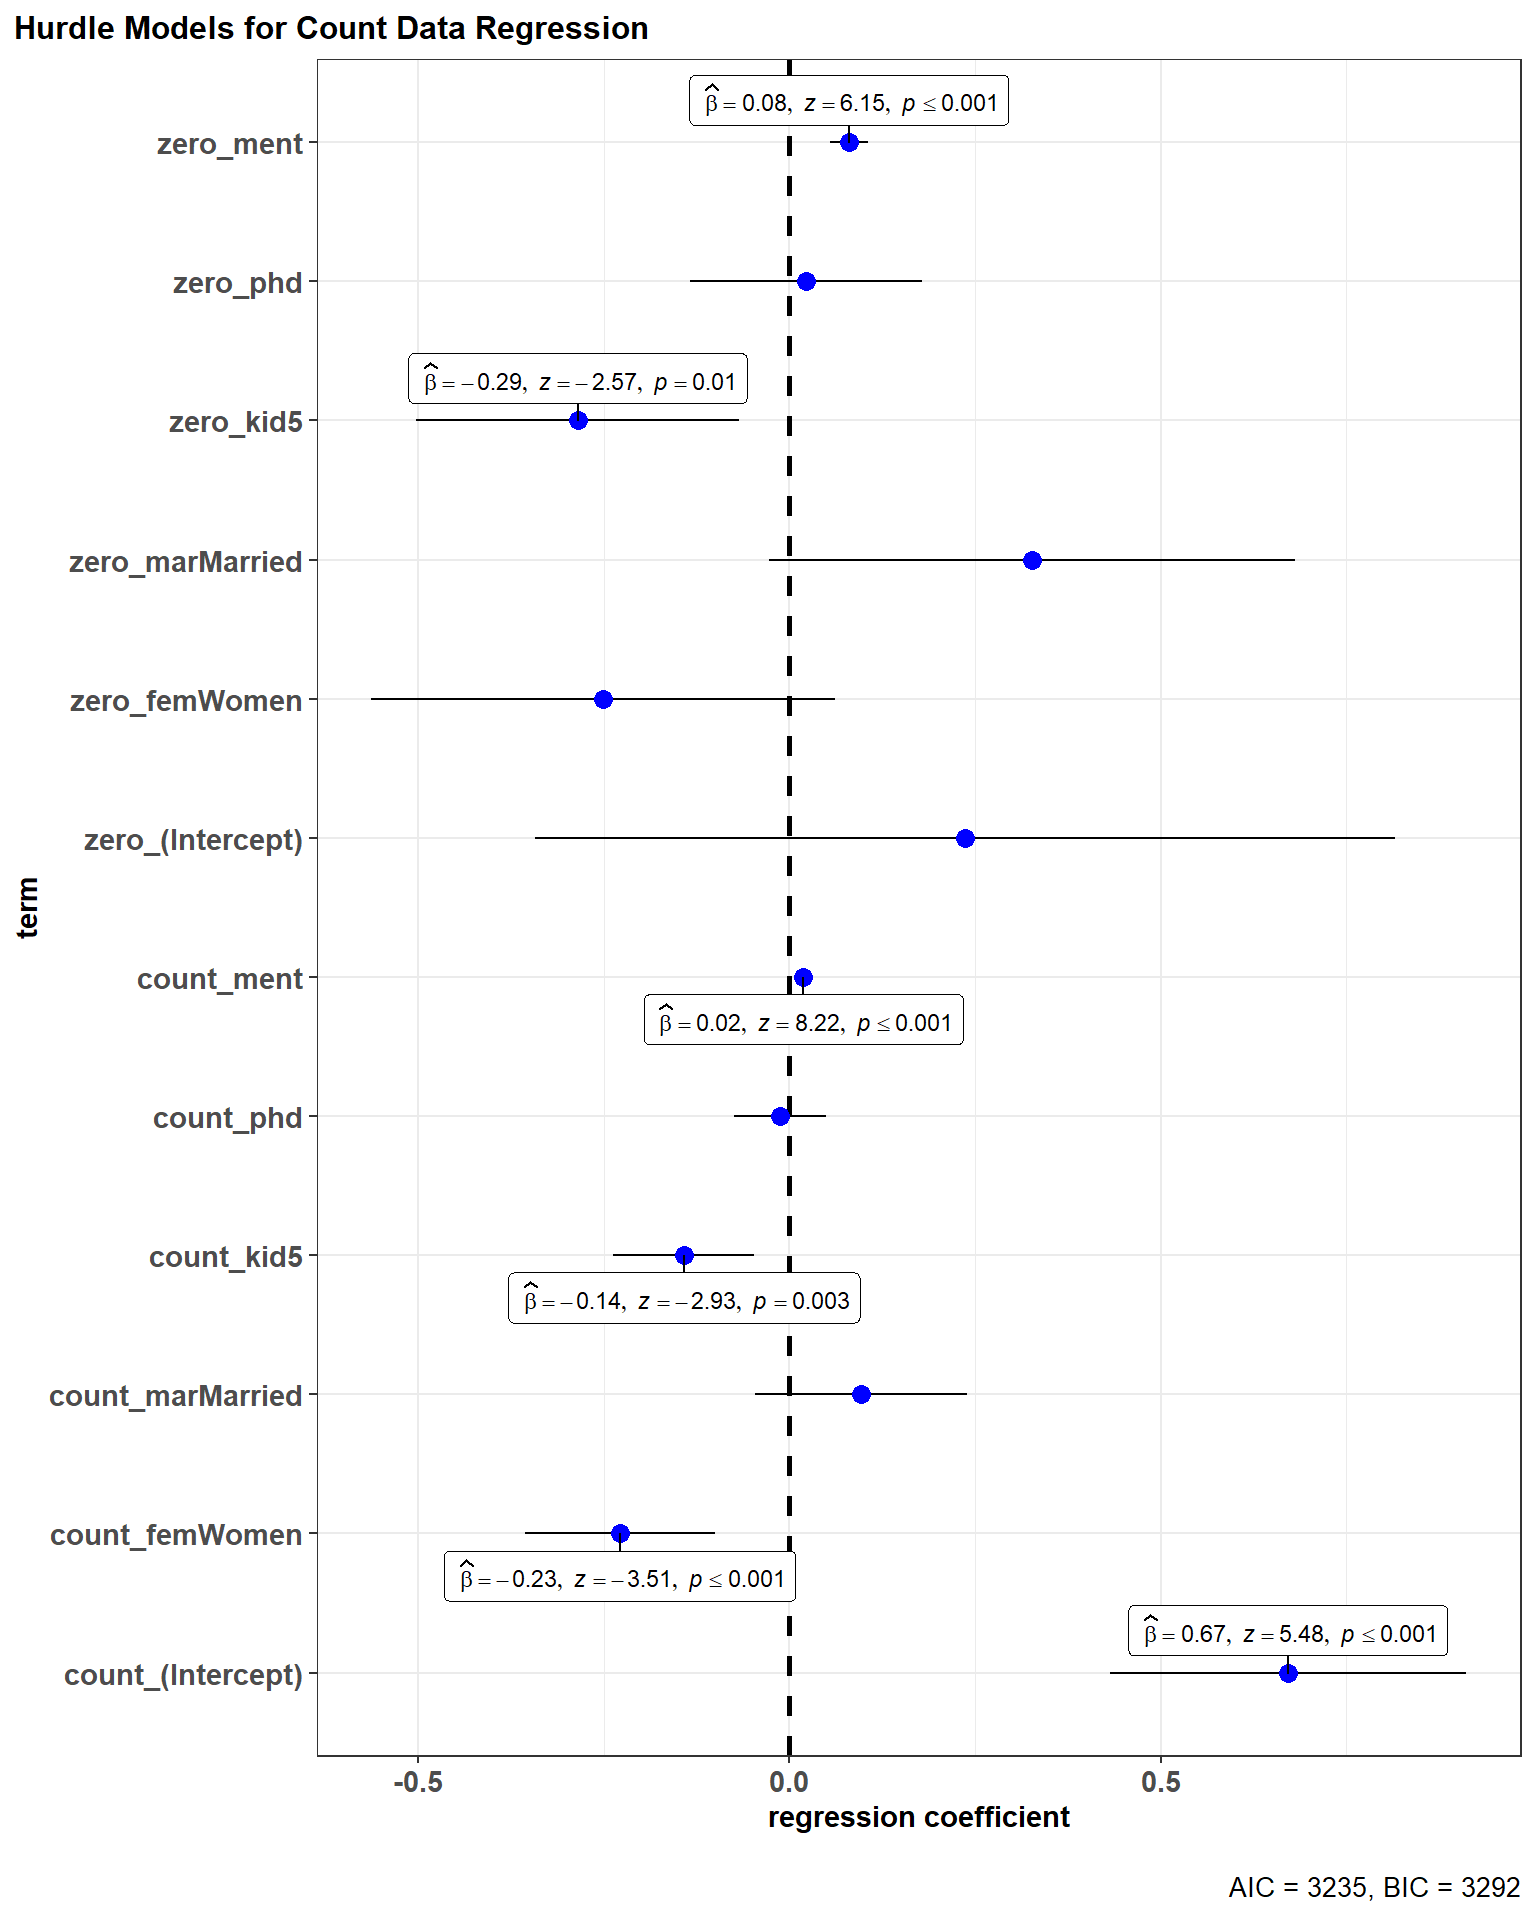 Hurdle Models for Count Data Regression
β̂ = 0.08, z = 6.15, p ≤ 0.001
zero_ment
zero_phd
β̂ = −0.29, z = −2.57, p = 0.01
zero_kid5
zero_marMarried
zero_femWomen
zero_(Intercept)
term
count_ment
β̂ = 0.02, z = 8.22, p ≤ 0.001
count_phd
count_kid5
β̂ = −0.14, z = −2.93, p = 0.003
count_marMarried
count_femWomen
β̂ = −0.23, z = −3.51, p ≤ 0.001
β̂ = 0.67, z = 5.48, p ≤ 0.001
count_(Intercept)
-0.5 0.0 0.5
regression coefficient
AIC = 3235, BIC = 3292